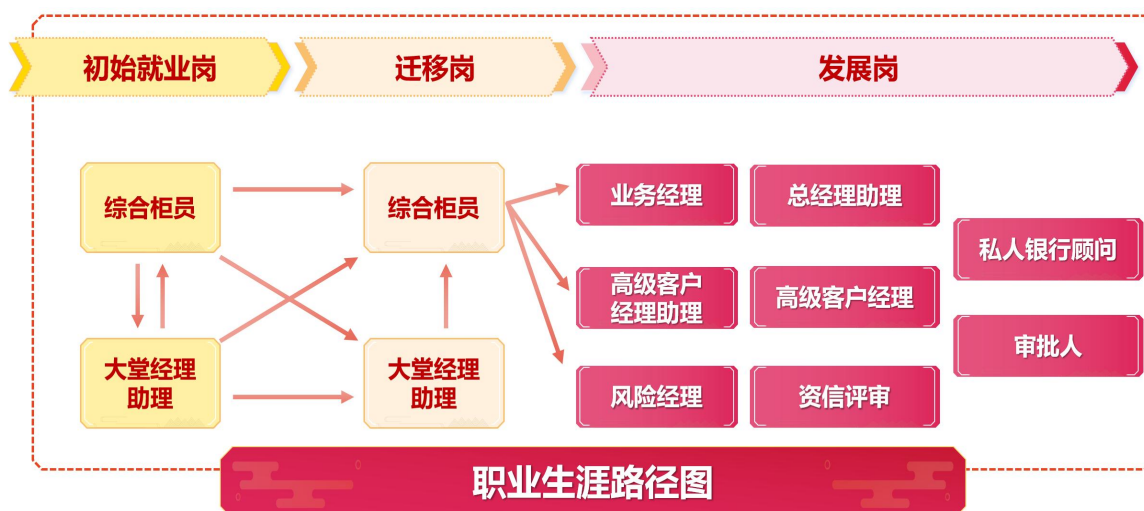 初始就业岗
迁移岗
发展岗
综合柜员
综合柜员
业务经理
总经理助理
私人银行顾问
高级客户
经理助理
高级客户经理
审批人
大堂经理
助理
大堂经理
助理
风险经理
资信评审
职业生涯路径图